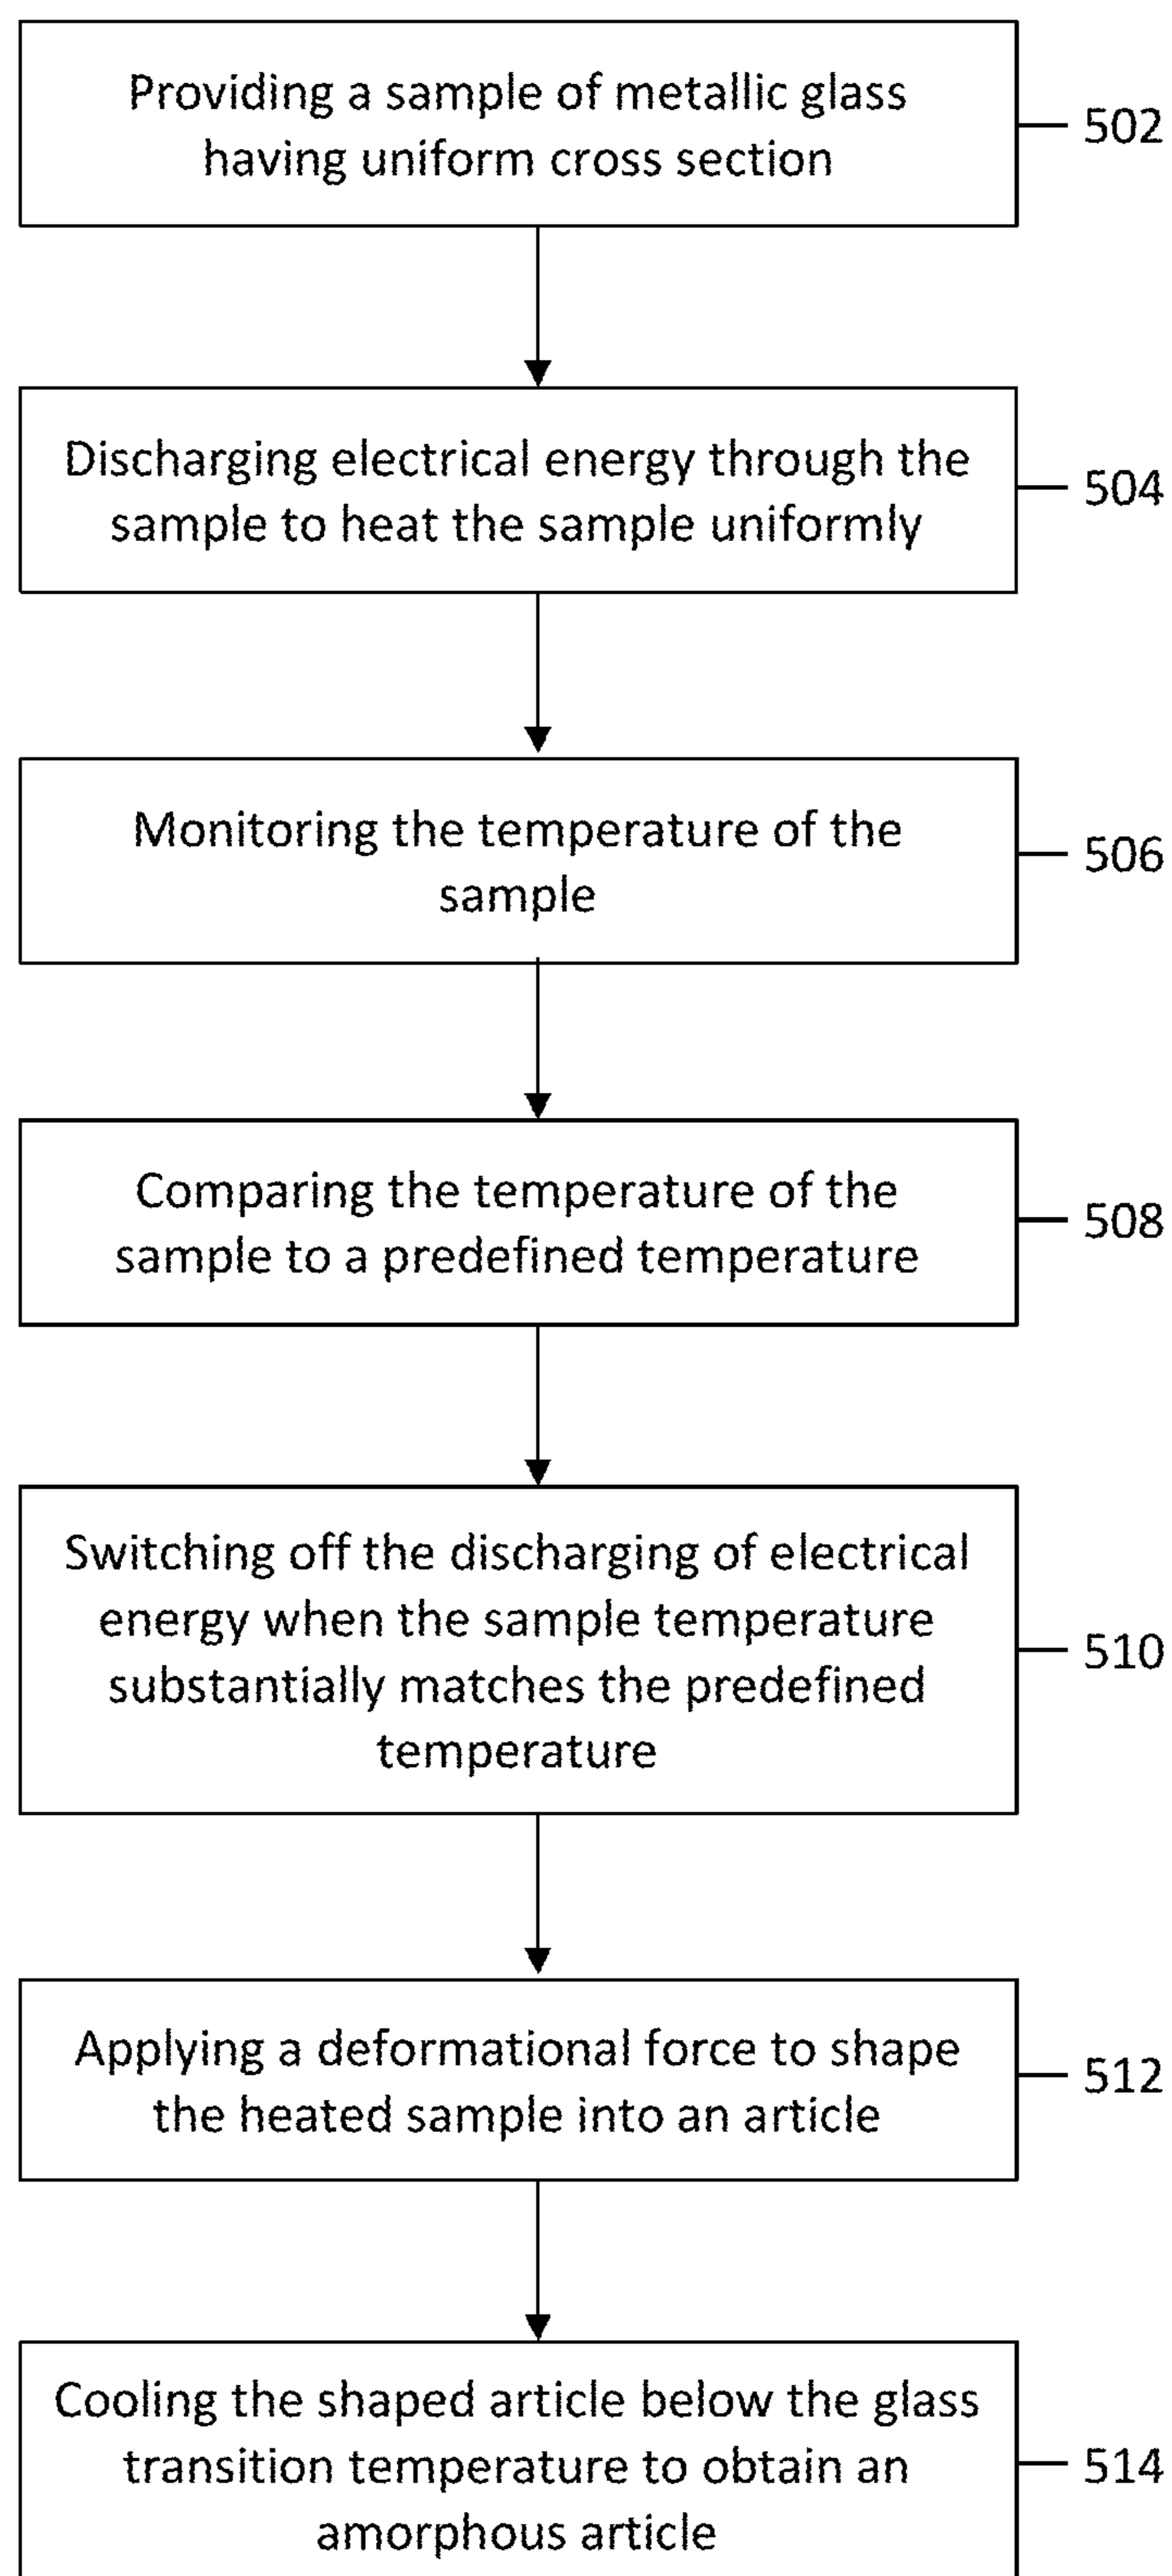 Providing a sample of metallic glass
having uniform cross section
502
Discharging electrical energy through the
sample to heat the sample uniformly
504
Monitoring the temperature of the
sample
506
Comparing the temperature of the
sample to a predefined temperature
508
Switching off the discharging of electrical
energy when the sample temperature
substantially matches the predefined
temperature
510
Applying a deformational force to shape
the heated sample into an article
512
Cooling the shaped article below the glass
transition temperature to obtain an
amorphous article
514